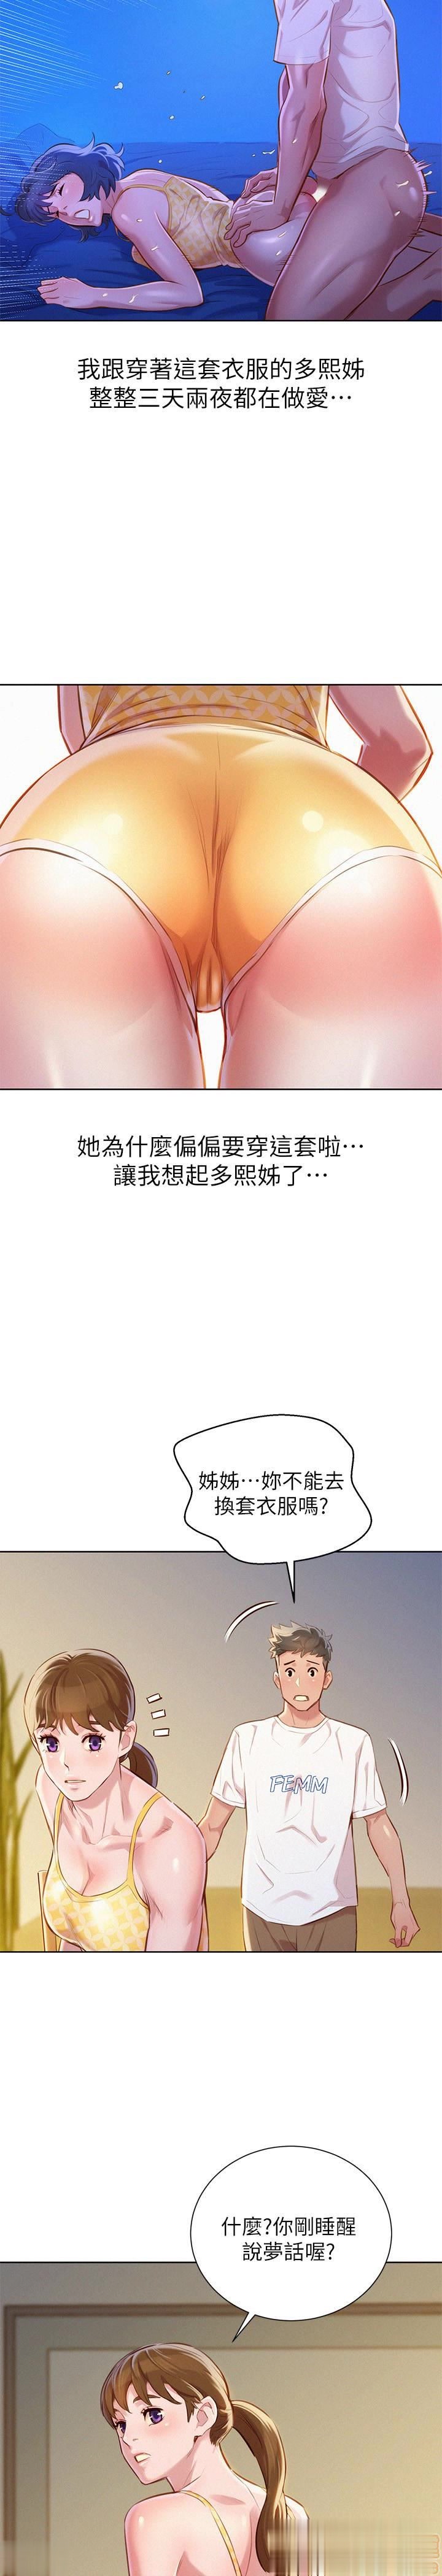 我跟穿著這套衣服的多熙姊
整整三天兩夜都在做愛⋯
她為什麼偏偏要穿這套啦⋯
讓我想起多熙姊了⋯
姊姊⋯妳不能去
換套衣服嗎?
FEMM
什麼?你剛睡醒
說夢話喔?